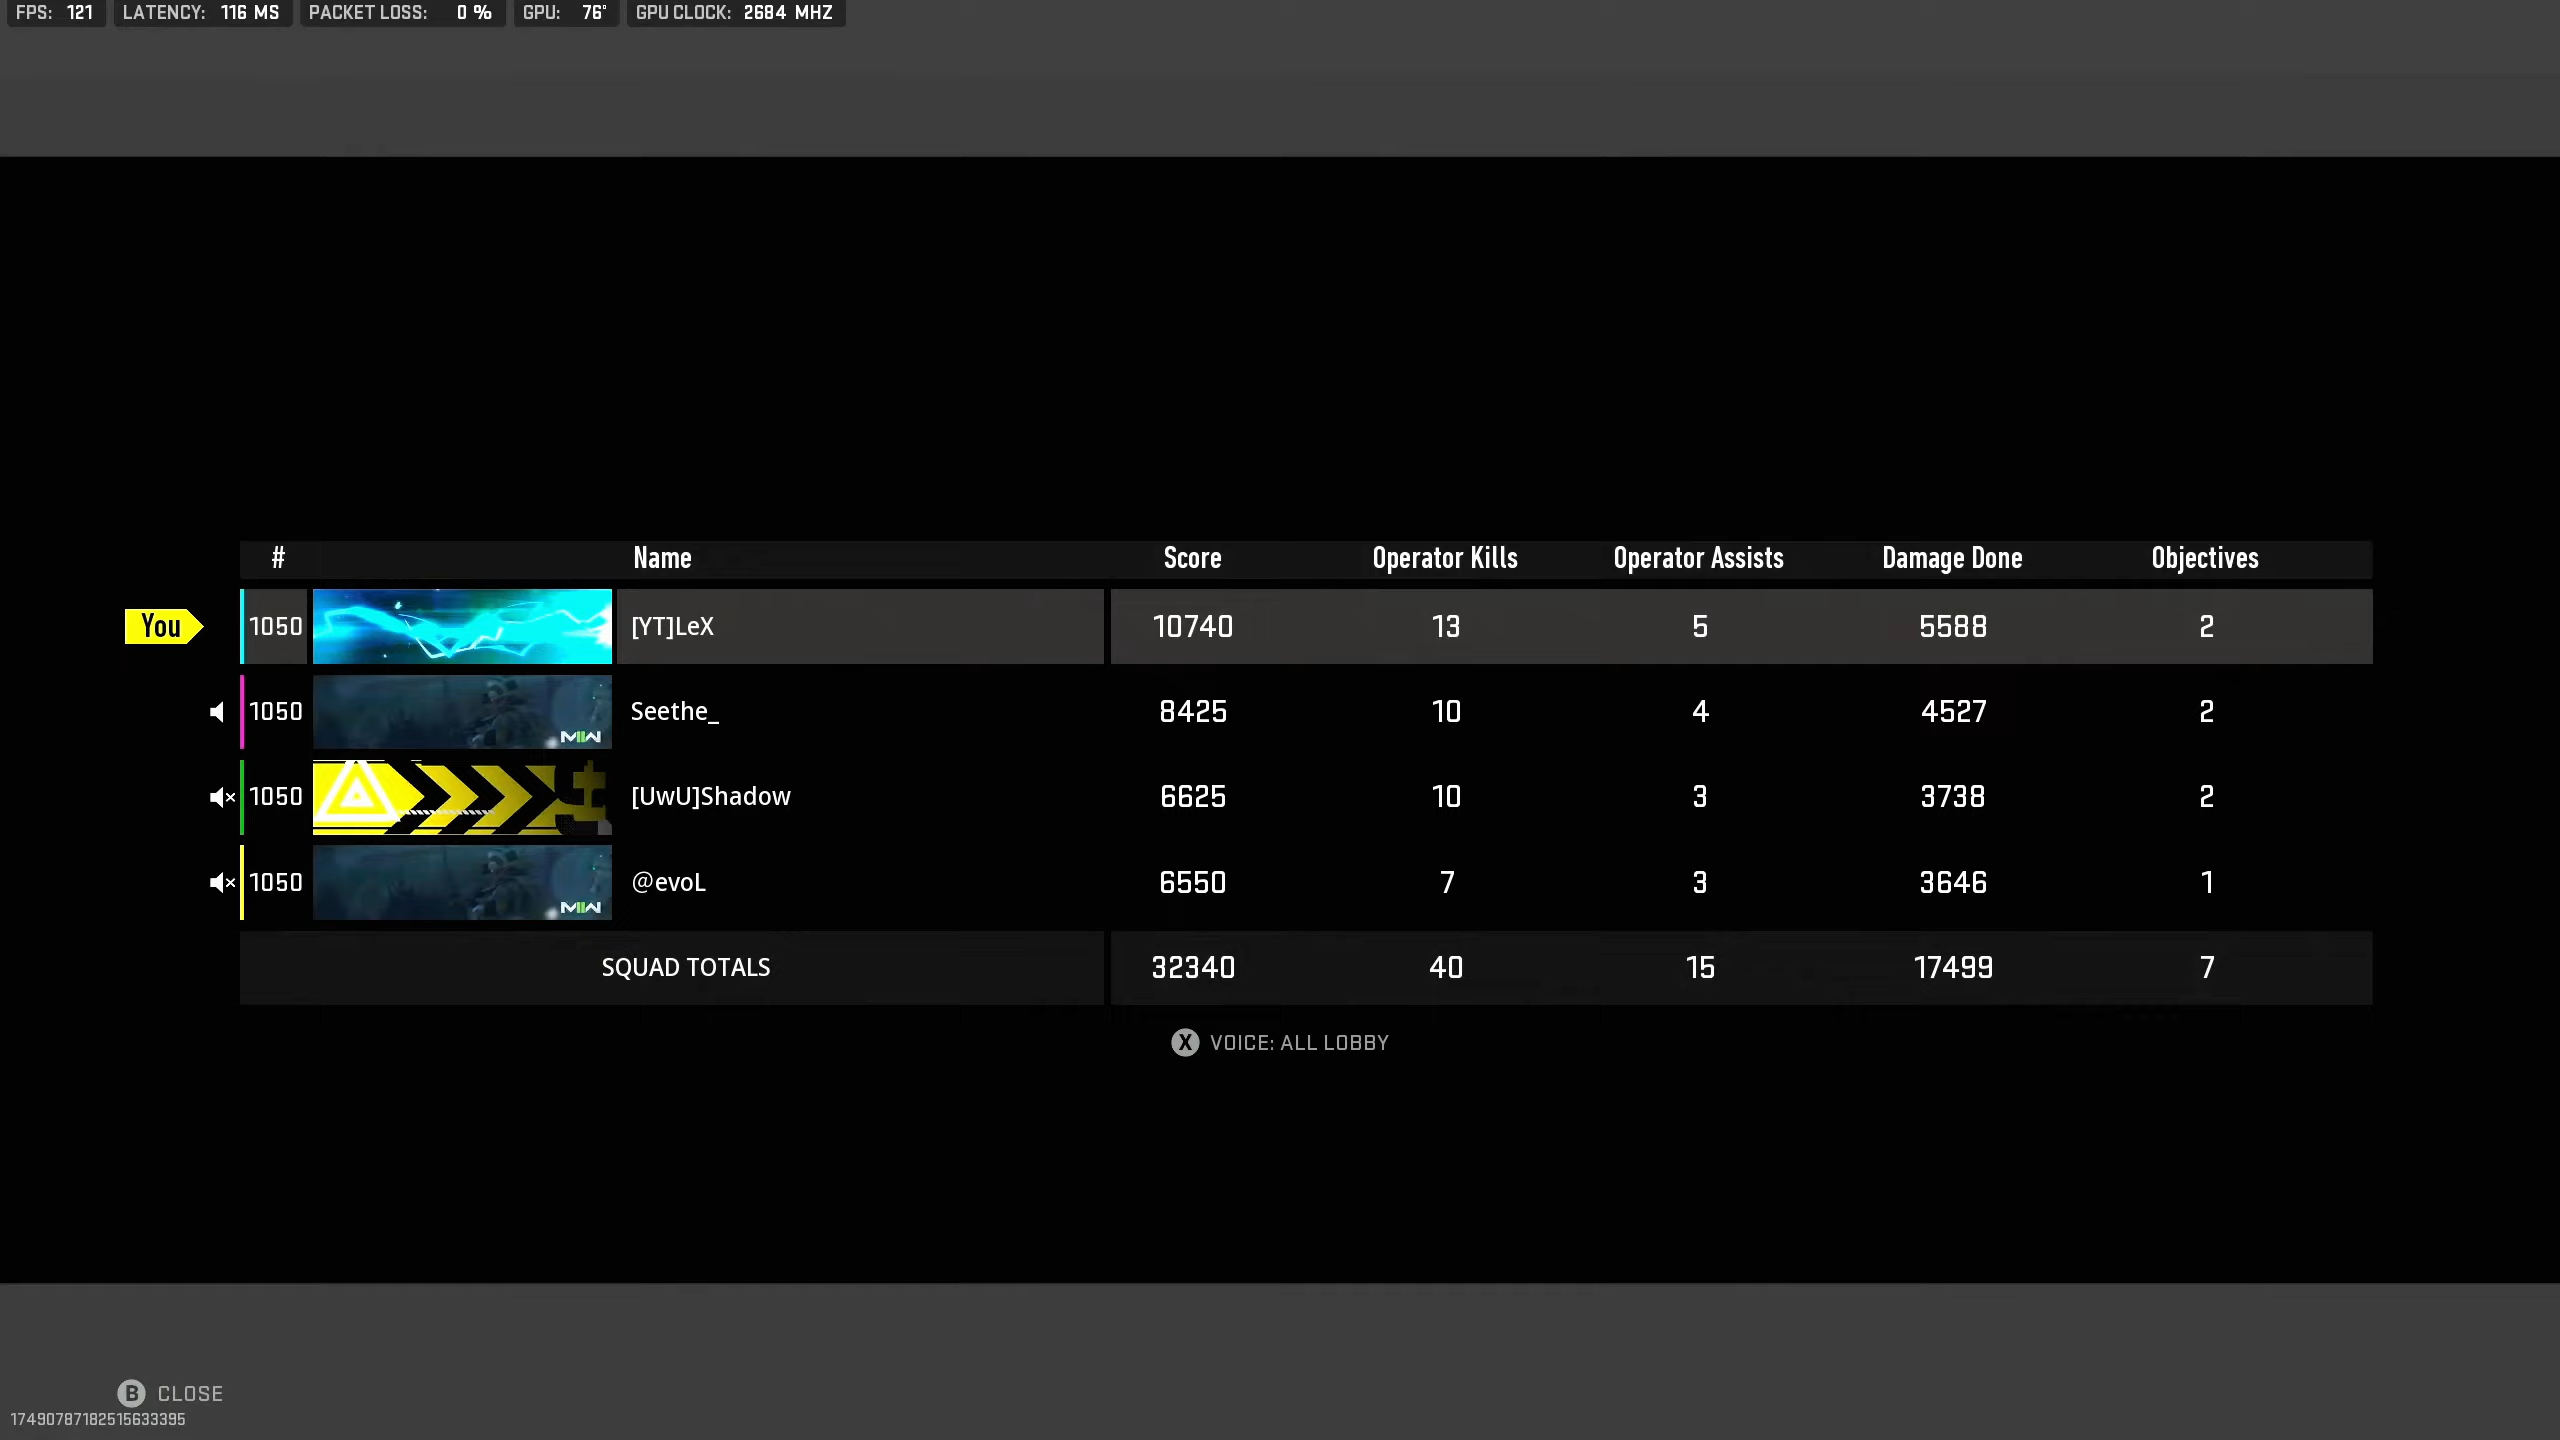 FPS: 121 LATENCY: 116 MS PACKET LOSS: 0 % GPU: 76° GPU CLOCK: 2684 MHZ
# Name Score Operator Kills Operator Assists Damage Done Objectives
You 1050 [YT]LeX 10740 13 5 5588 2
1050 MW Seethe_ 8425 10 4 4527 2
1050 [UwU]Shadow 6625 10 3 3738 2
1050 MW @evoL 6550 7 3 3646 1
SQUAD TOTALS 32340 40 15 17499 7
X VOICE: ALL LOBBY
B CLOSE
17490787182515633395